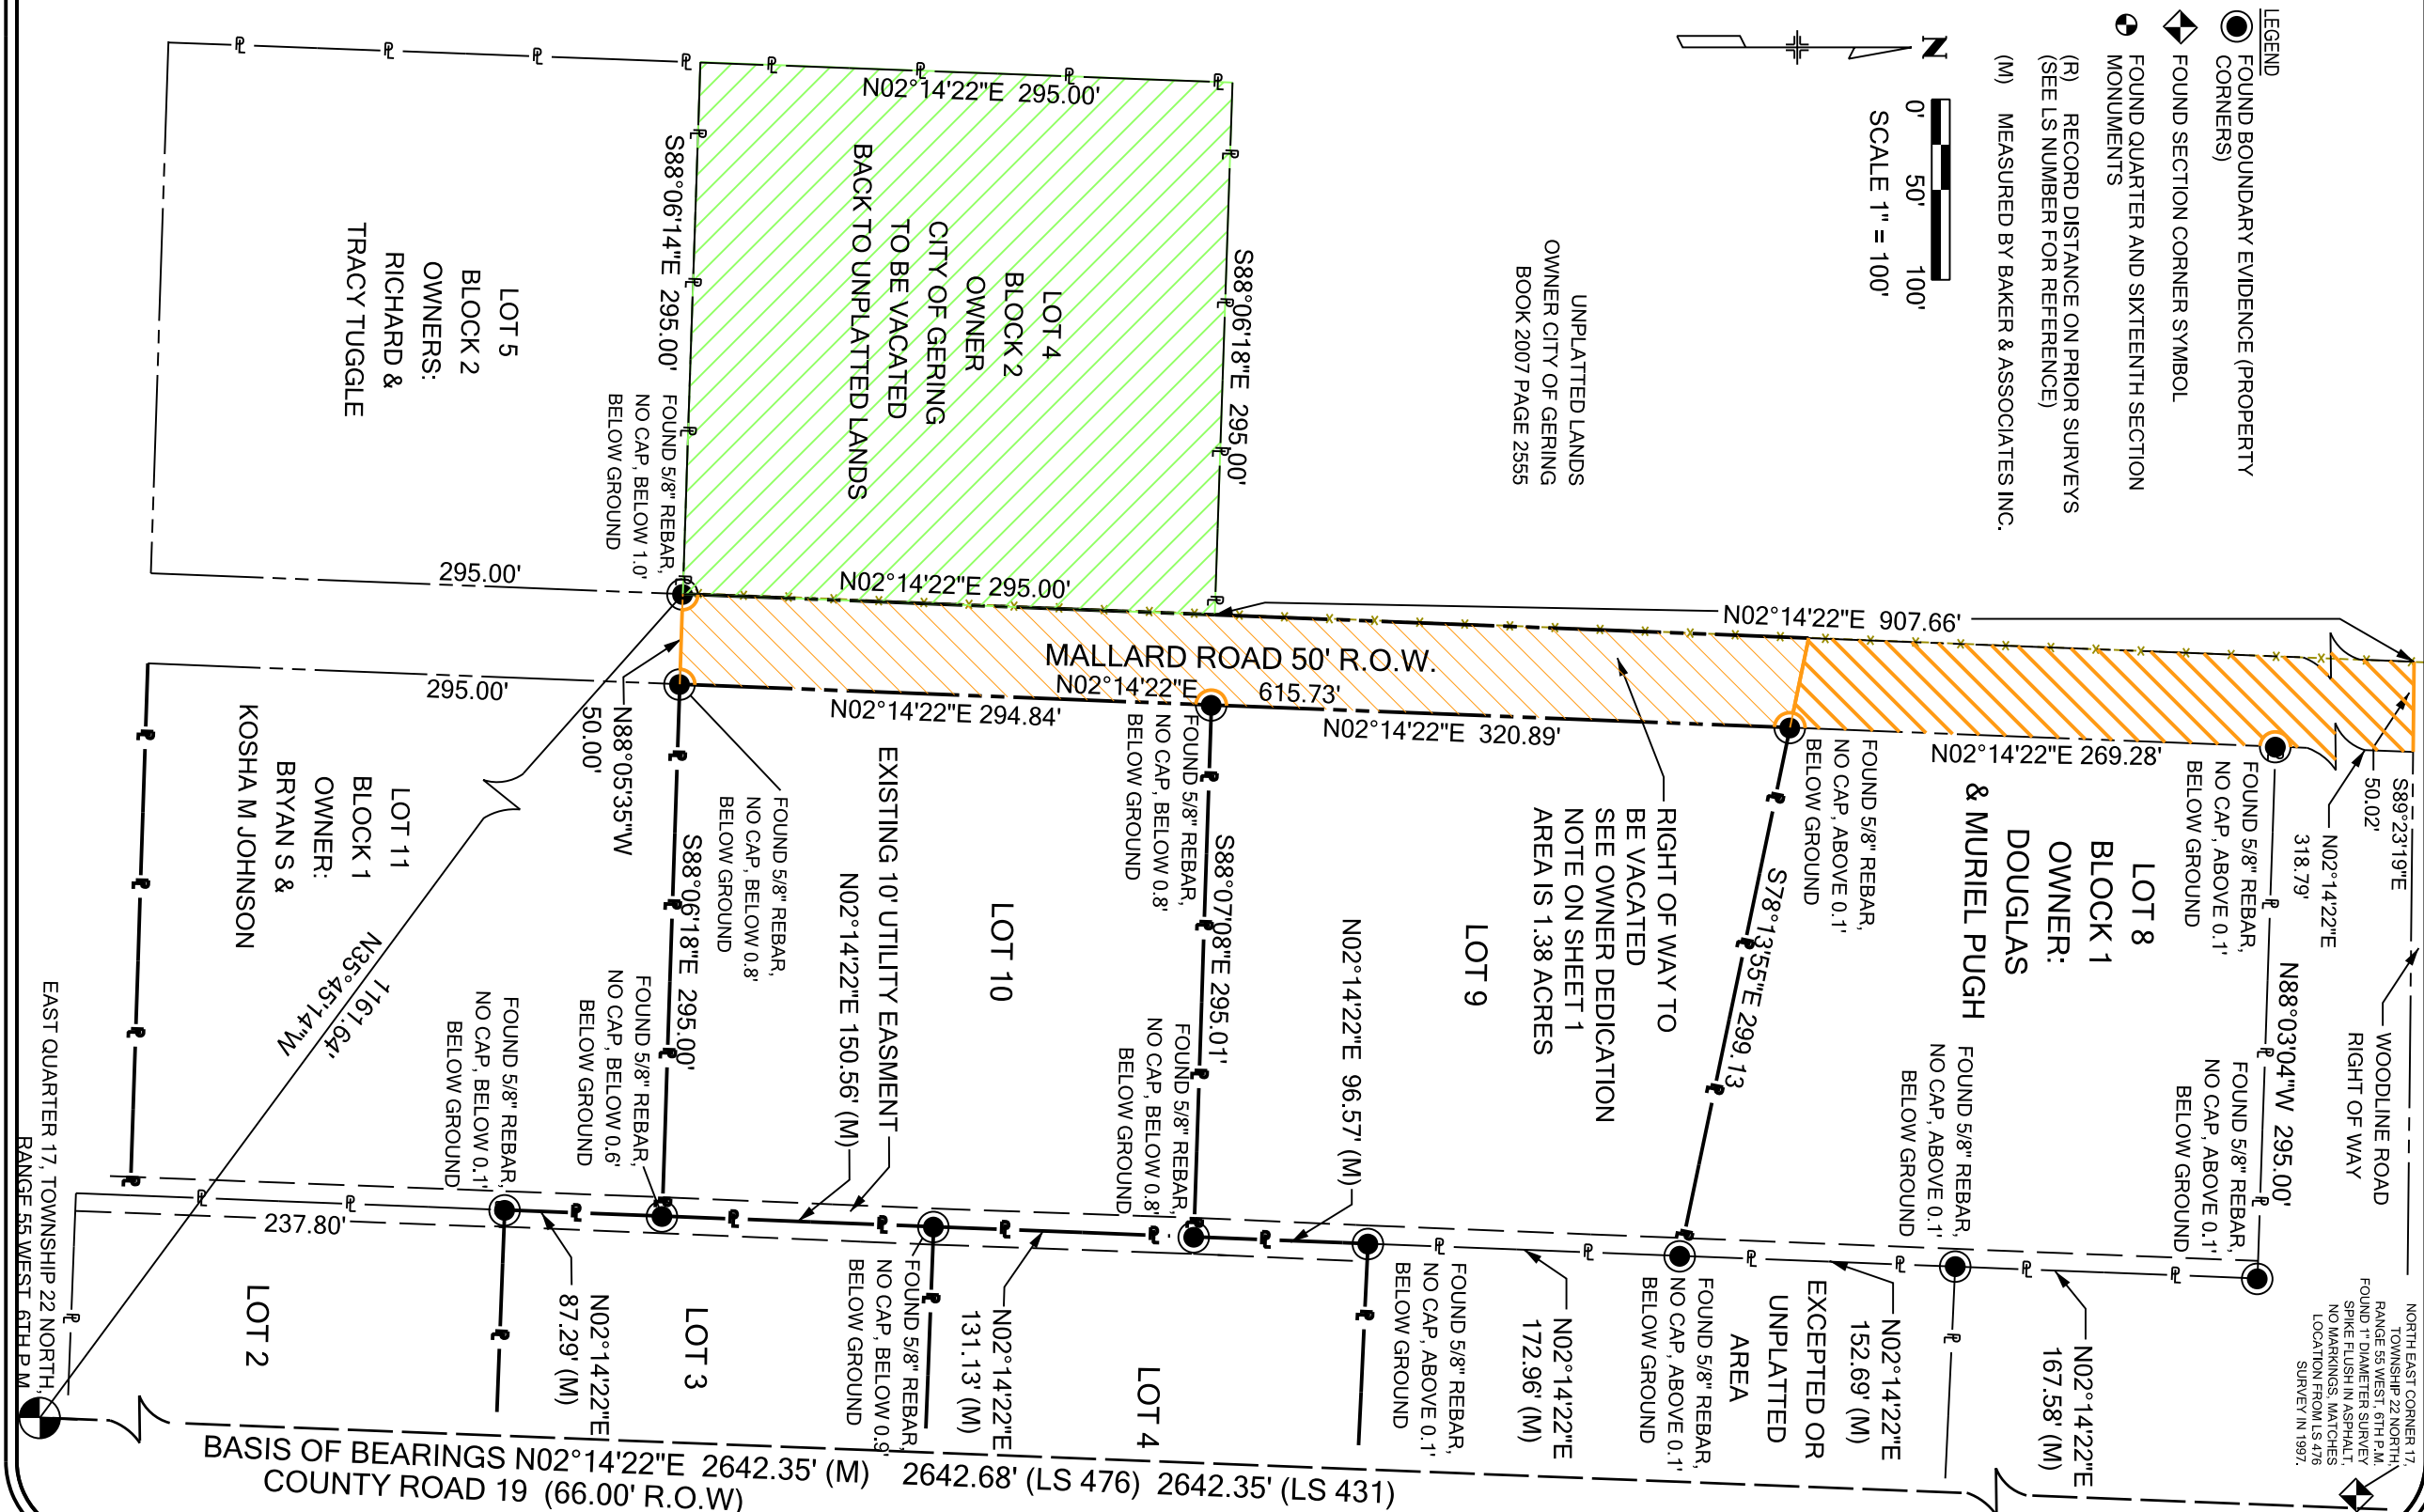 LEGEND
FOUND BOUNDARY EVIDENCE (PROPERTY
CORNERS)
FOUND SECTION CORNER SYMBOL
FOUND QUARTER AND SIXTEENTH SECTION
MONUMENTS
(R) RECORD DISTANCE ON PRIOR SURVEYS
(SEE LS NUMBER FOR REFERENCE)
(M) MEASURED BY BAKER & ASSOCIATES INC.
N
0' 50' 100'
SCALE 1" = 100'
UNPLATTED LANDS
OWNER CITY OF GERING
BOOK 2007 PAGE 2555
N02°14'22"E 295.00'
S88°06'18"E 295.00'
LOT 4
BLOCK 2
OWNER
CITY OF GERING
TO BE VACATED
BACK TO UNPLATTED LANDS
S88°06'14"E 295.00'
FOUND 5/8" REBAR,
NO CAP, BELOW 1.0'
BELOW GROUND
LOT 5
BLOCK 2
OWNERS:
RICHARD &
TRACY TUGGLE
295.00'
N02°14'22"E 295.00'
N02°14'22"E 907.66'
MALLARD ROAD 50' R.O.W.
N02°14'22"E 615.73'
295.00'
N02°14'22"E 294.84'
N02°14'22"E 320.89'
N02°14'22"E 269.28'
S89°23'19"E
50.02'
N02°14'22"E
318.79'
WOODLINE ROAD
RIGHT OF WAY
N88°03'04"W 295.00'
FOUND 5/8" REBAR,
NO CAP, ABOVE 0.1'
BELOW GROUND
FOUND 5/8" REBAR,
NO CAP, ABOVE 0.1'
BELOW GROUND
LOT 8
BLOCK 1
OWNER:
DOUGLAS
& MURIEL PUGH
FOUND 5/8" REBAR,
NO CAP, ABOVE 0.1'
BELOW GROUND
FOUND 5/8" REBAR,
NO CAP, ABOVE 0.1'
BELOW GROUND
S78°13'55"E 299.13
RIGHT OF WAY TO
BE VACATED
SEE OWNER DEDICATION
NOTE ON SHEET 1
AREA IS 1.38 ACRES
LOT 9
N02°14'22"E 96.57' (M)
S88°07'08"E 295.01'
FOUND 5/8" REBAR,
NO CAP, BELOW 0.8'
BELOW GROUND
FOUND 5/8" REBAR,
NO CAP, BELOW 0.8'
BELOW GROUND
LOT 10
EXISTING 10' UTILITY EASMENT
N02°14'22"E 150.56' (M)
FOUND 5/8" REBAR,
NO CAP, BELOW 0.8'
BELOW GROUND
S88°06'18"E 295.00'
FOUND 5/8" REBAR,
NO CAP, BELOW 0.6'
BELOW GROUND
N88°05'35"W
50.00'
FOUND 5/8" REBAR,
NO CAP, BELOW 0.1'
BELOW GROUND
LOT 11
BLOCK 1
OWNER:
BRYAN S &
KOSHA M JOHNSON
1161.64'
N35°45'14"W
EAST QUARTER 17, TOWNSHIP 22 NORTH,
RANGE 55 WEST, 6TH P.M.
237.80'
LOT 2
N02°14'22"E
87.29' (M)
LOT 3
FOUND 5/8" REBAR,
NO CAP, BELOW 0.9'
BELOW GROUND
N02°14'22"E
131.13' (M)
LOT 4
FOUND 5/8" REBAR,
NO CAP, ABOVE 0.1'
BELOW GROUND
N02°14'22"E
172.96' (M)
FOUND 5/8" REBAR,
NO CAP, ABOVE 0.1'
BELOW GROUND
EXCEPTED OR
UNPLATTED
AREA
N02°14'22"E
152.69' (M)
N02°14'22"E
167.58' (M)
NORTH EAST CORNER 17,
TOWNSHIP 22 NORTH,
RANGE 55 WEST, 6TH P.M.
FOUND 1" DIAMETER SURVEY
SPIKE FLUSH IN ASPHALT.
NO MARKINGS, MATCHES
LOCATION FROM LS 476
SURVEY IN 1997.
BASIS OF BEARINGS N02°14'22"E 2642.35' (M) 2642.68' (LS 476) 2642.35' (LS 431)
COUNTY ROAD 19 (66.00' R.O.W)